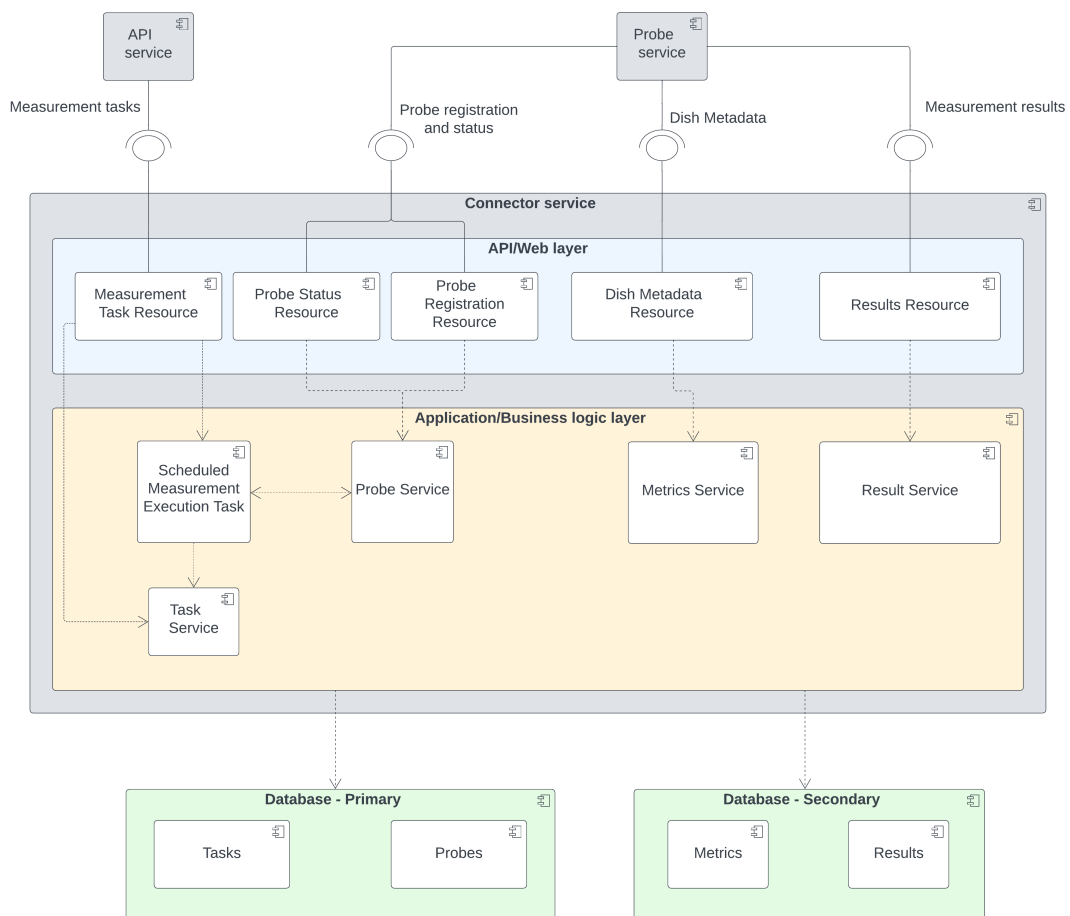 API
service
Probe
service
Measurement tasks
Probe registration
and status
Dish Metadata
Measurement results
Connector service
API/Web layer
Measurement
Task Resource
Probe Status
Resource
Probe
Registration
Resource
Dish Metadata
Resource
Results Resource
Application/Business logic layer
Scheduled
Measurement
Execution Task
Probe Service
Metrics Service
Result Service
Task
Service
Database - Primary
Database - Secondary
Tasks
Probes
Metrics
Results